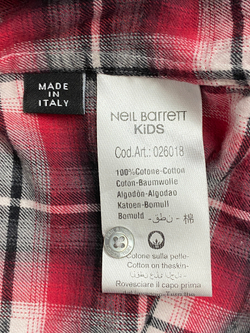 MADE IN
ITALY
NEIL BARRETT
KIDS
Cod.Art.: 026018
100%Cotone-Cotton
Coton-Baumwolle
Algodón-Algodao
Katoen-Bomull
Bomuld - قطن - 棉
Cotone sulla pelle-
Cotton on theskin-
Rovesciare il capo prima